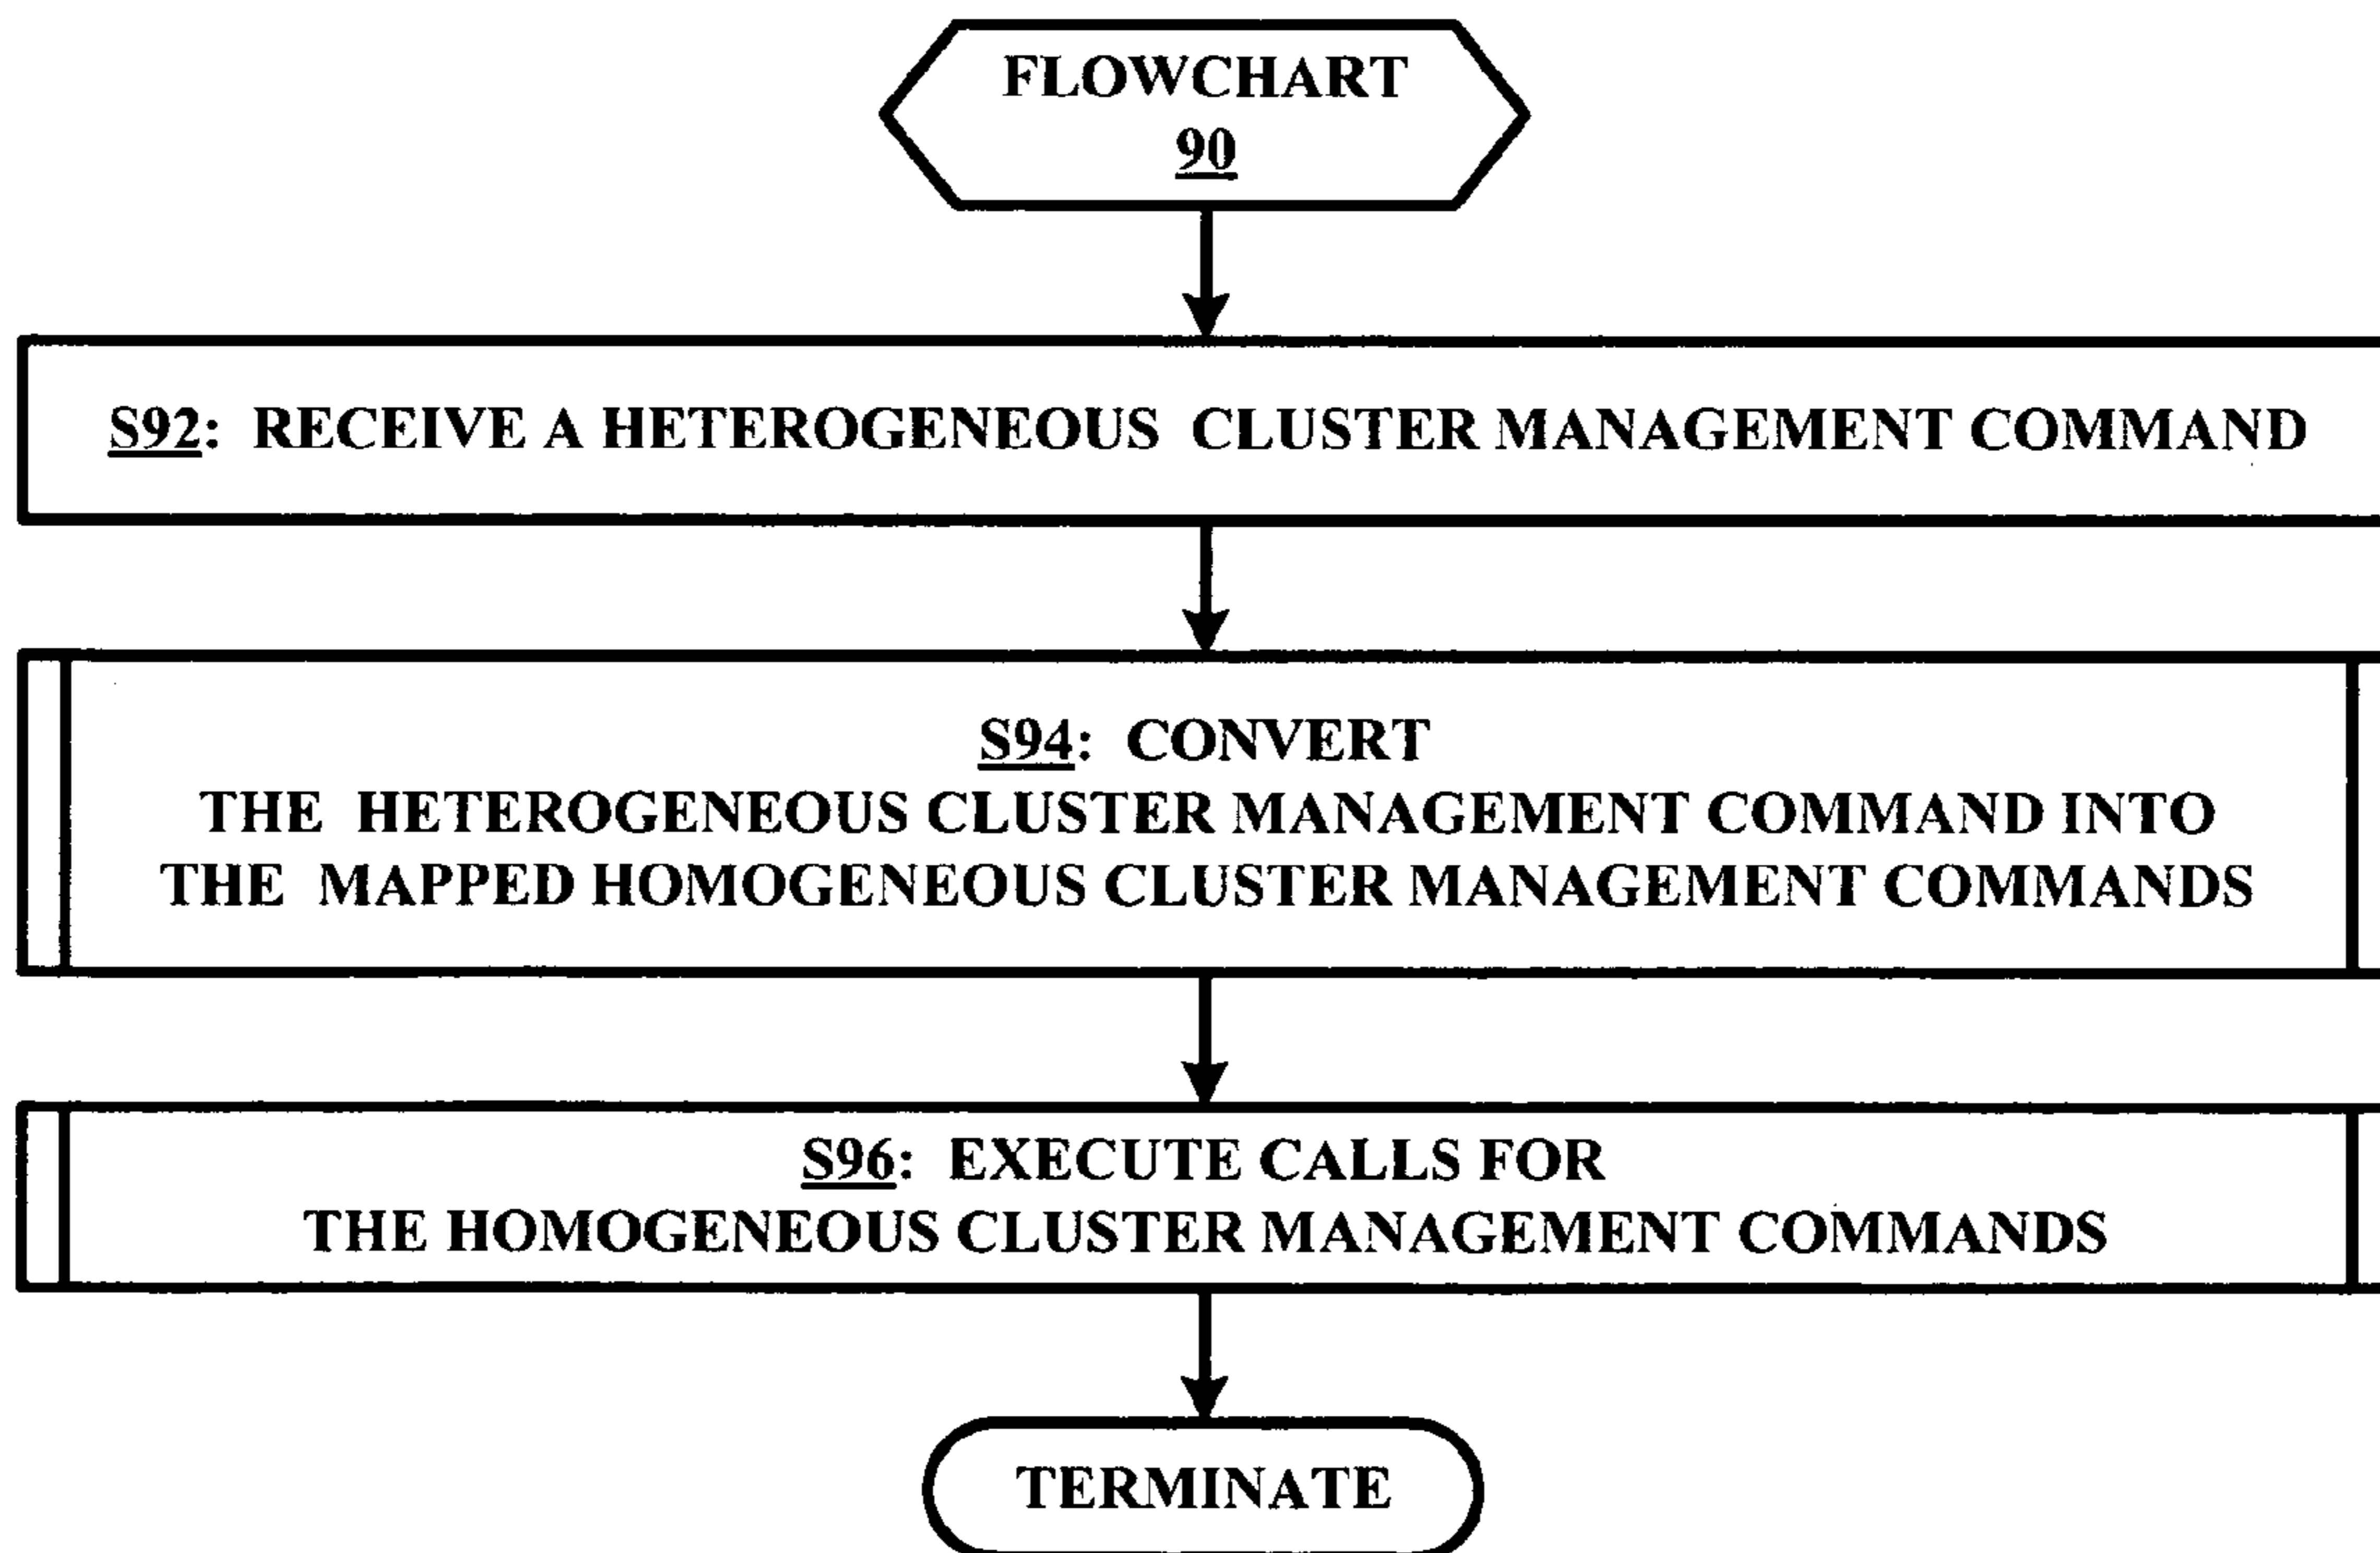 FLOWCHART
90
S92: RECEIVE A HETEROGENEOUS CLUSTER MANAGEMENT COMMAND
S94: CONVERT
THE HETEROGENEOUS CLUSTER MANAGEMENT COMMAND INTO
THE MAPPED HOMOGENEOUS CLUSTER MANAGEMENT COMMANDS
S96: EXECUTE CALLS FOR
THE HOMOGENEOUS CLUSTER MANAGEMENT COMMANDS
TERMINATE